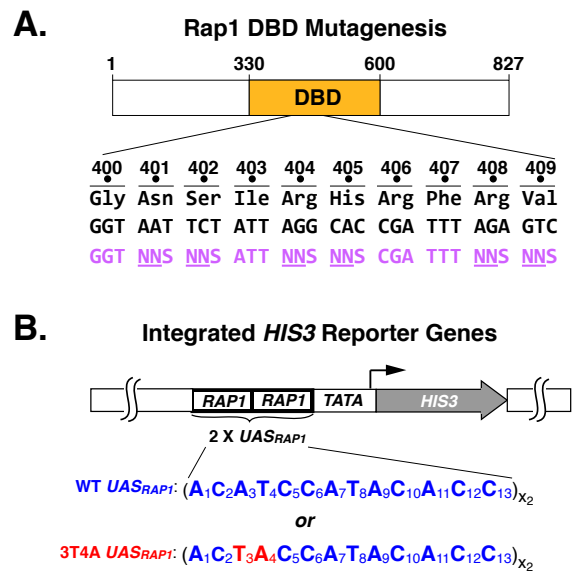 A. Rap1 DBD Mutagenesis
1 330 600 827
DBD
400 401 402 403 404 405 406 407 408 409
Gly Asn Ser Ile Arg His Arg Phe Arg Val
GGT AAT TCT ATT AGG CAC CGA TTT AGA GTC
GGT NNS NNS ATT NNS NNS CGA TTT NNS NNS
B. Integrated HIS3 Reporter Genes
RAP1 RAP1 TATA HIS3
2 X UASRAP1
WT UASRAP1: (A1C2A3T4C5C6A7T8A9C10A11C12C13)x2
or
3T4A UASRAP1: (A1C2T3A4C5C6A7T8A9C10A11C12C13)x2